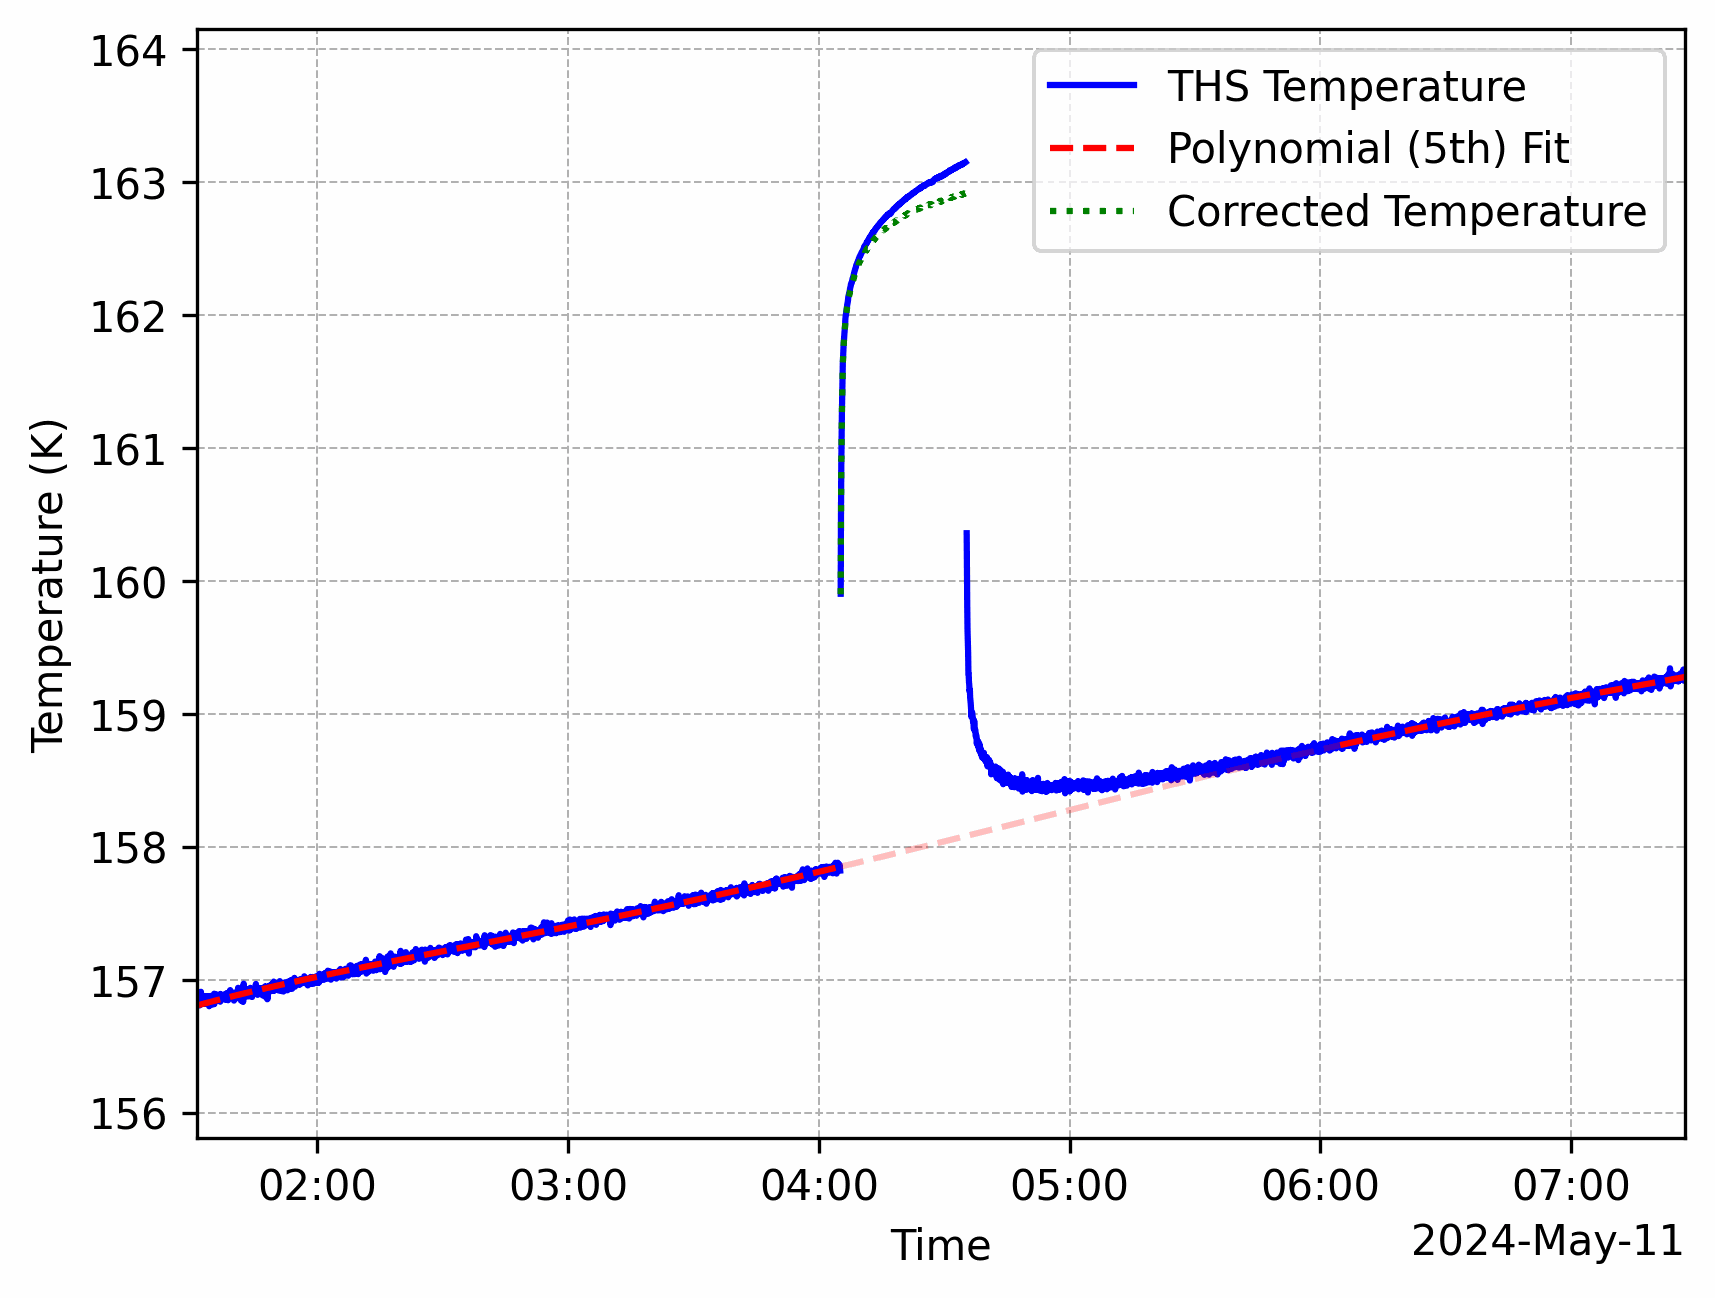 164
163
162
161
160
159
158
157
156
Temperature (K)
THS Temperature
Polynomial (5th) Fit
Corrected Temperature
02:00 03:00 04:00 05:00 06:00 07:00
Time
2024-May-11